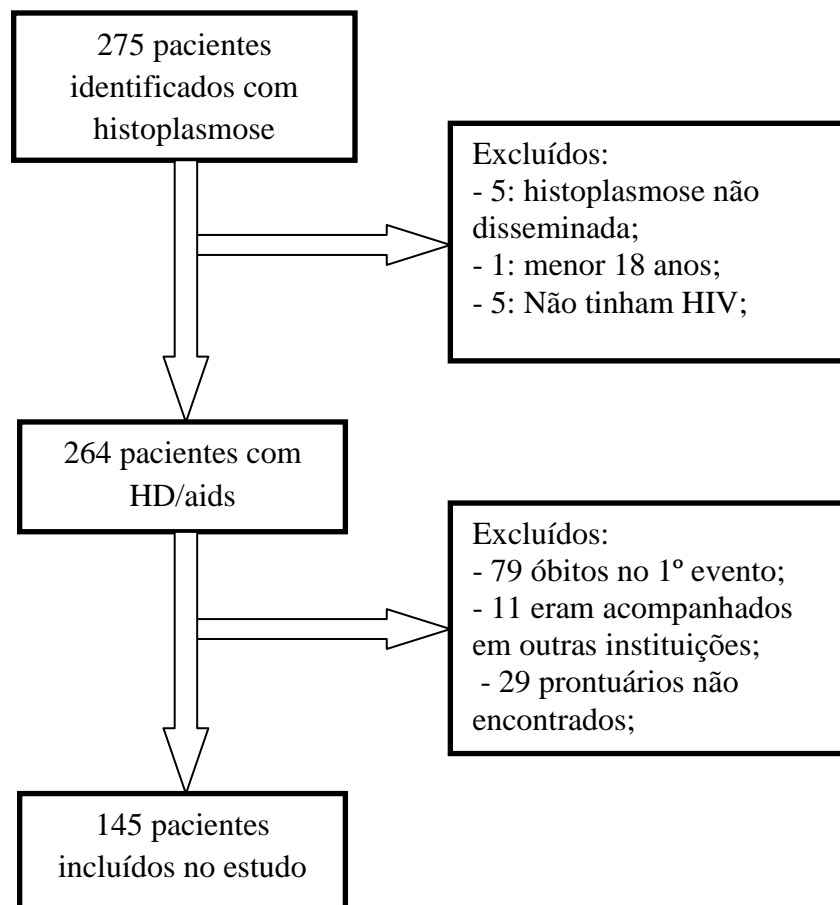 275 pacientes
identificados com
histoplasmose
Excluídos:
- 5: histoplasmose não
disseminada;
- 1: menor 18 anos;
- 5: Não tinham HIV;
264 pacientes com
HD/aids
Excluídos:
- 79 óbitos no 1º evento;
- 11 eram acompanhados
em outras instituições;
- 29 prontuários não
encontrados;
145 pacientes
incluídos no estudo